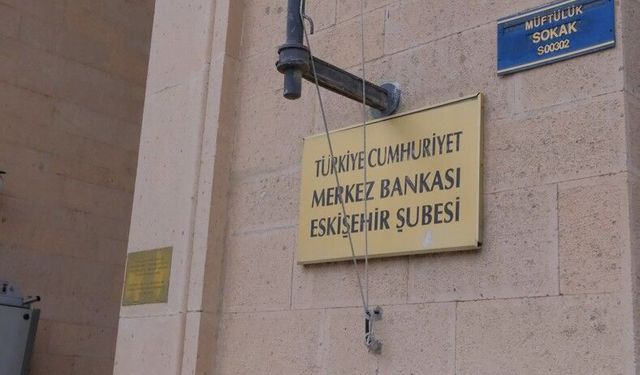 MÜFTÜLÜK
SOKAK
S00302
TÜRKİYE CUMHURİYET
MERKEZ BANKASI
ESKİŞEHİR ŞUBESİ